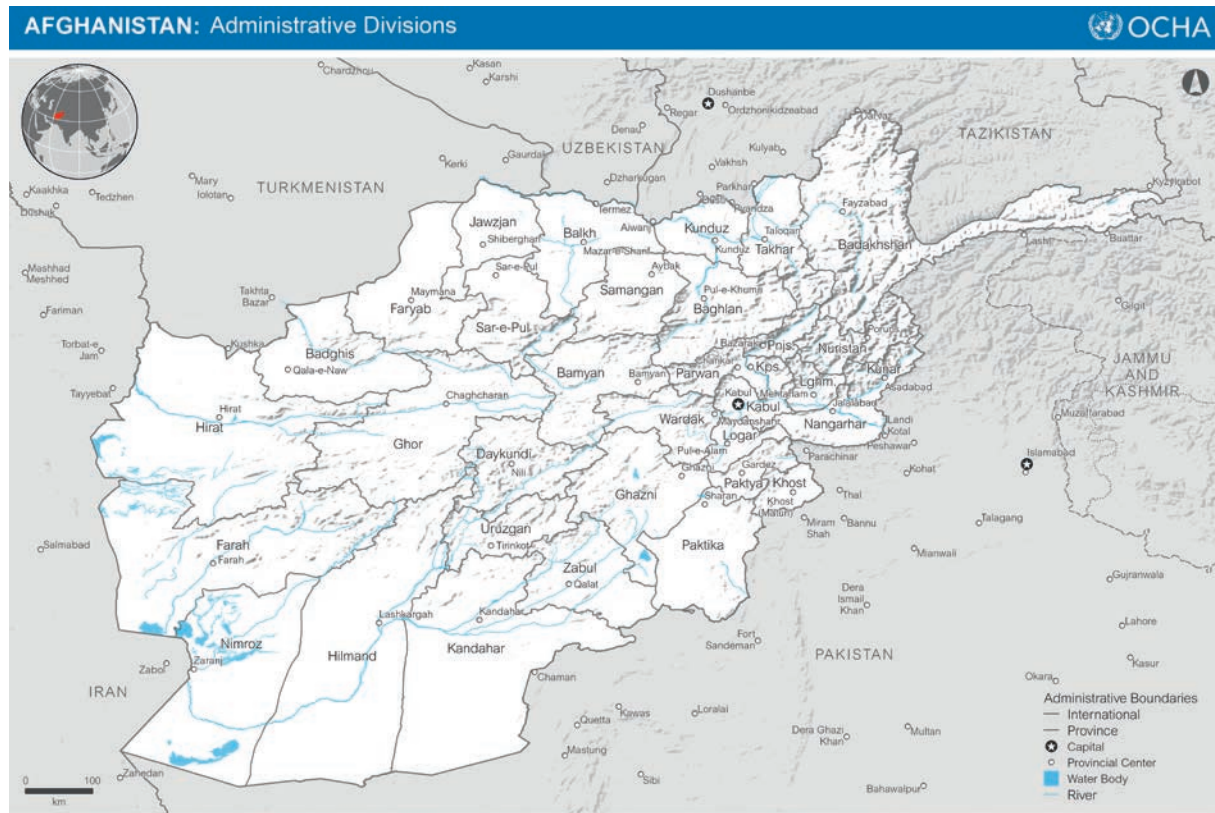 AFGHANISTAN: Administrative Divisions
OCHA
Chardzhou
Kasan
Karshi
Dushanbe
Regar
Ordzhonikidzeabad
Denau
UZBEKISTAN
TAZIKISTAN
Kulyab
Kerki
Gaurdak
Vakhsh
Mary
Iolotan
Kaakhka
Tedzhen
Dushak
TURKMENISTAN
Dzharkugan
Parkhar
Kyzylrabot
Termez
Pyandza
Fayzabad
Jawzjan
Shiberghan
Balkh
Aiwanj
Mazar-e-Sharif
Kunduz
Kunduz
Taloqan
Takhar
Badakhshan
Buattar
Mashhad
Meshhed
Sar-e-Pul
Aybak
Takhta
Bazar
Maymana
Faryab
Samangan
Pul-e-Khumri
Baghlan
Gilgit
Fariman
Sar-e-Pul
Torbat-e
Jam
Kushka
Badghis
Qala-e-Naw
Bazarak
Pnjs.
Nuristan
Bamyan
Bamyan
Parwan
Kps.
Kunar
JAMMU
AND
KASHMIR
Tayyebat
Chaghcharan
Kabul
Kabul
Lghm.
Mehtarlam
Asadabad
Hirat
Hirat
Wardak
Maydanshahr
Jalalabad
Nangarhar
Landi
Kotal
Muzaffarabad
Ghor
Logar
Peshawar
Daykundi
Nili
Pul-e-Alam
Parachinar
Islamabad
Ghazni
Ghazni
Gardez
Paktya
Khost
Kohat
Sharan
Khost
(Matun)
Thal
Uruzgan
Tirinkot
Miram
Shah
Bannu
Talagang
Salmabad
Farah
Farah
Paktika
Mianwali
Zabul
Qalat
Dera
Ismail
Khan
Gujranwala
Lashkargah
Kandahar
Lahore
Nimroz
Hilmand
Kandahar
Fort
Sandeman
PAKISTAN
Zabol
Zaranj
Kasur
IRAN
Chaman
Okara
Quetta
Kawas
Loralai
Dera Ghazi
Khan
Multan
Mastung
Zahedan
Sibi
Bahawalpur
0 100
km
Administrative Boundaries
International
Province
Capital
Provincial Center
Water Body
River